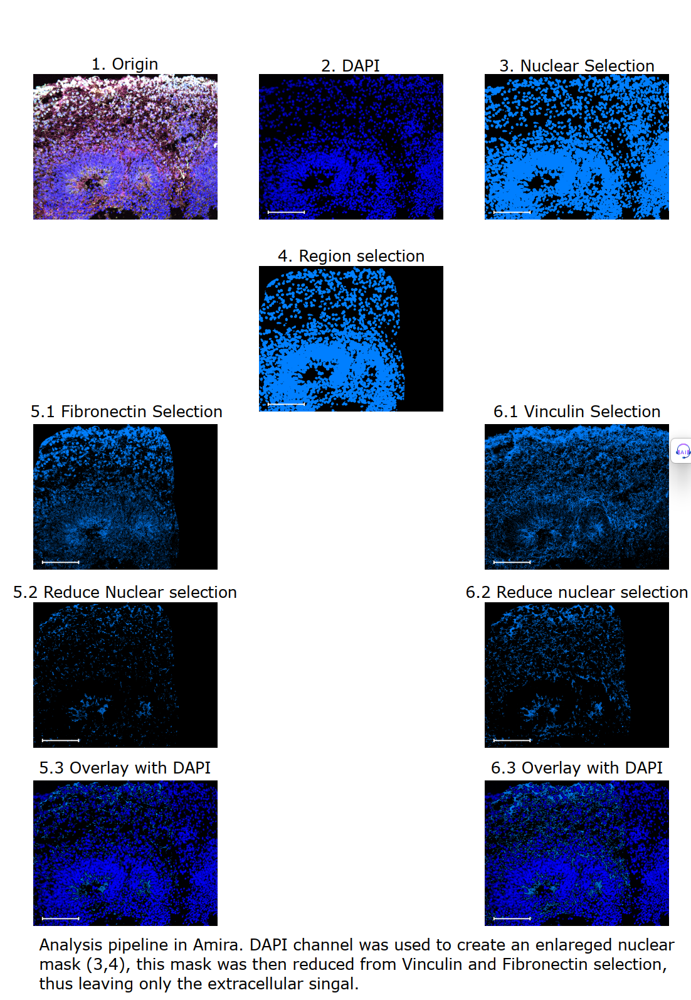 1. Origin
2. DAPI
3. Nuclear Selection
4. Region selection
5.1 Fibronectin Selection
6.1 Vinculin Selection
AI
5.2 Reduce Nuclear selection
6.2 Reduce nuclear selection
5.3 Overlay with DAPI
6.3 Overlay with DAPI
Analysis pipeline in Amira. DAPI channel was used to create an enlareged nuclear
mask (3,4), this mask was then reduced from Vinculin and Fibronectin selection,
thus leaving only the extracellular singal.